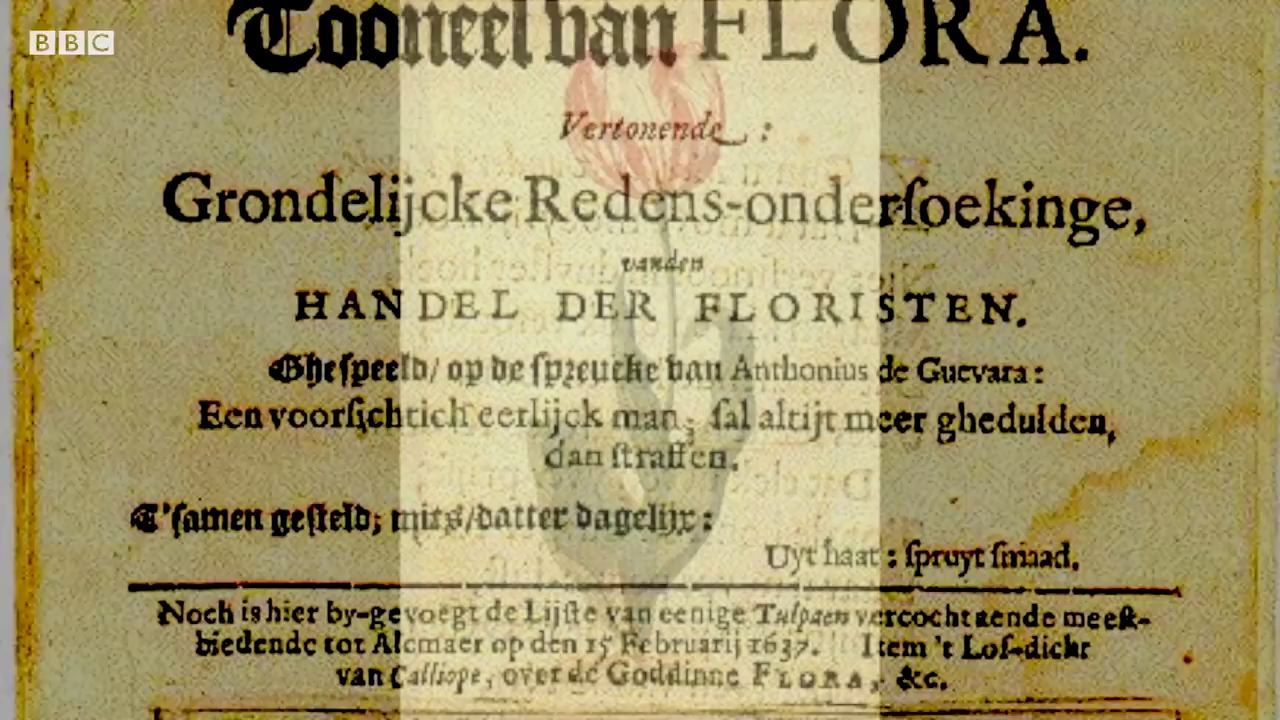 BBC
Tooneel van FLORA.
Vertonende :
Grondelijcke Redens-onderſoekinge,
vanden
HANDEL DER FLORISTEN.
Gheſpeeld/ op de ſpreucke van Anthonius de Guevara:
Een voorſichtich eerlijck man; ſal altijt meer ghedulden,
dan ſtraffen.
T'ſamen geſteld; mits/datter dagelijx:
Uyt haat: ſpruyt ſmaad.
Noch is hier by-gevoegt de Lijſte van eenige Tulpaen vercocht aende meeſt-
biedende tot Alcmaer op den 15 Februarij 1637. Item 't Lof-dicht
van Calliope, over de Goddinne FLORA, &c.